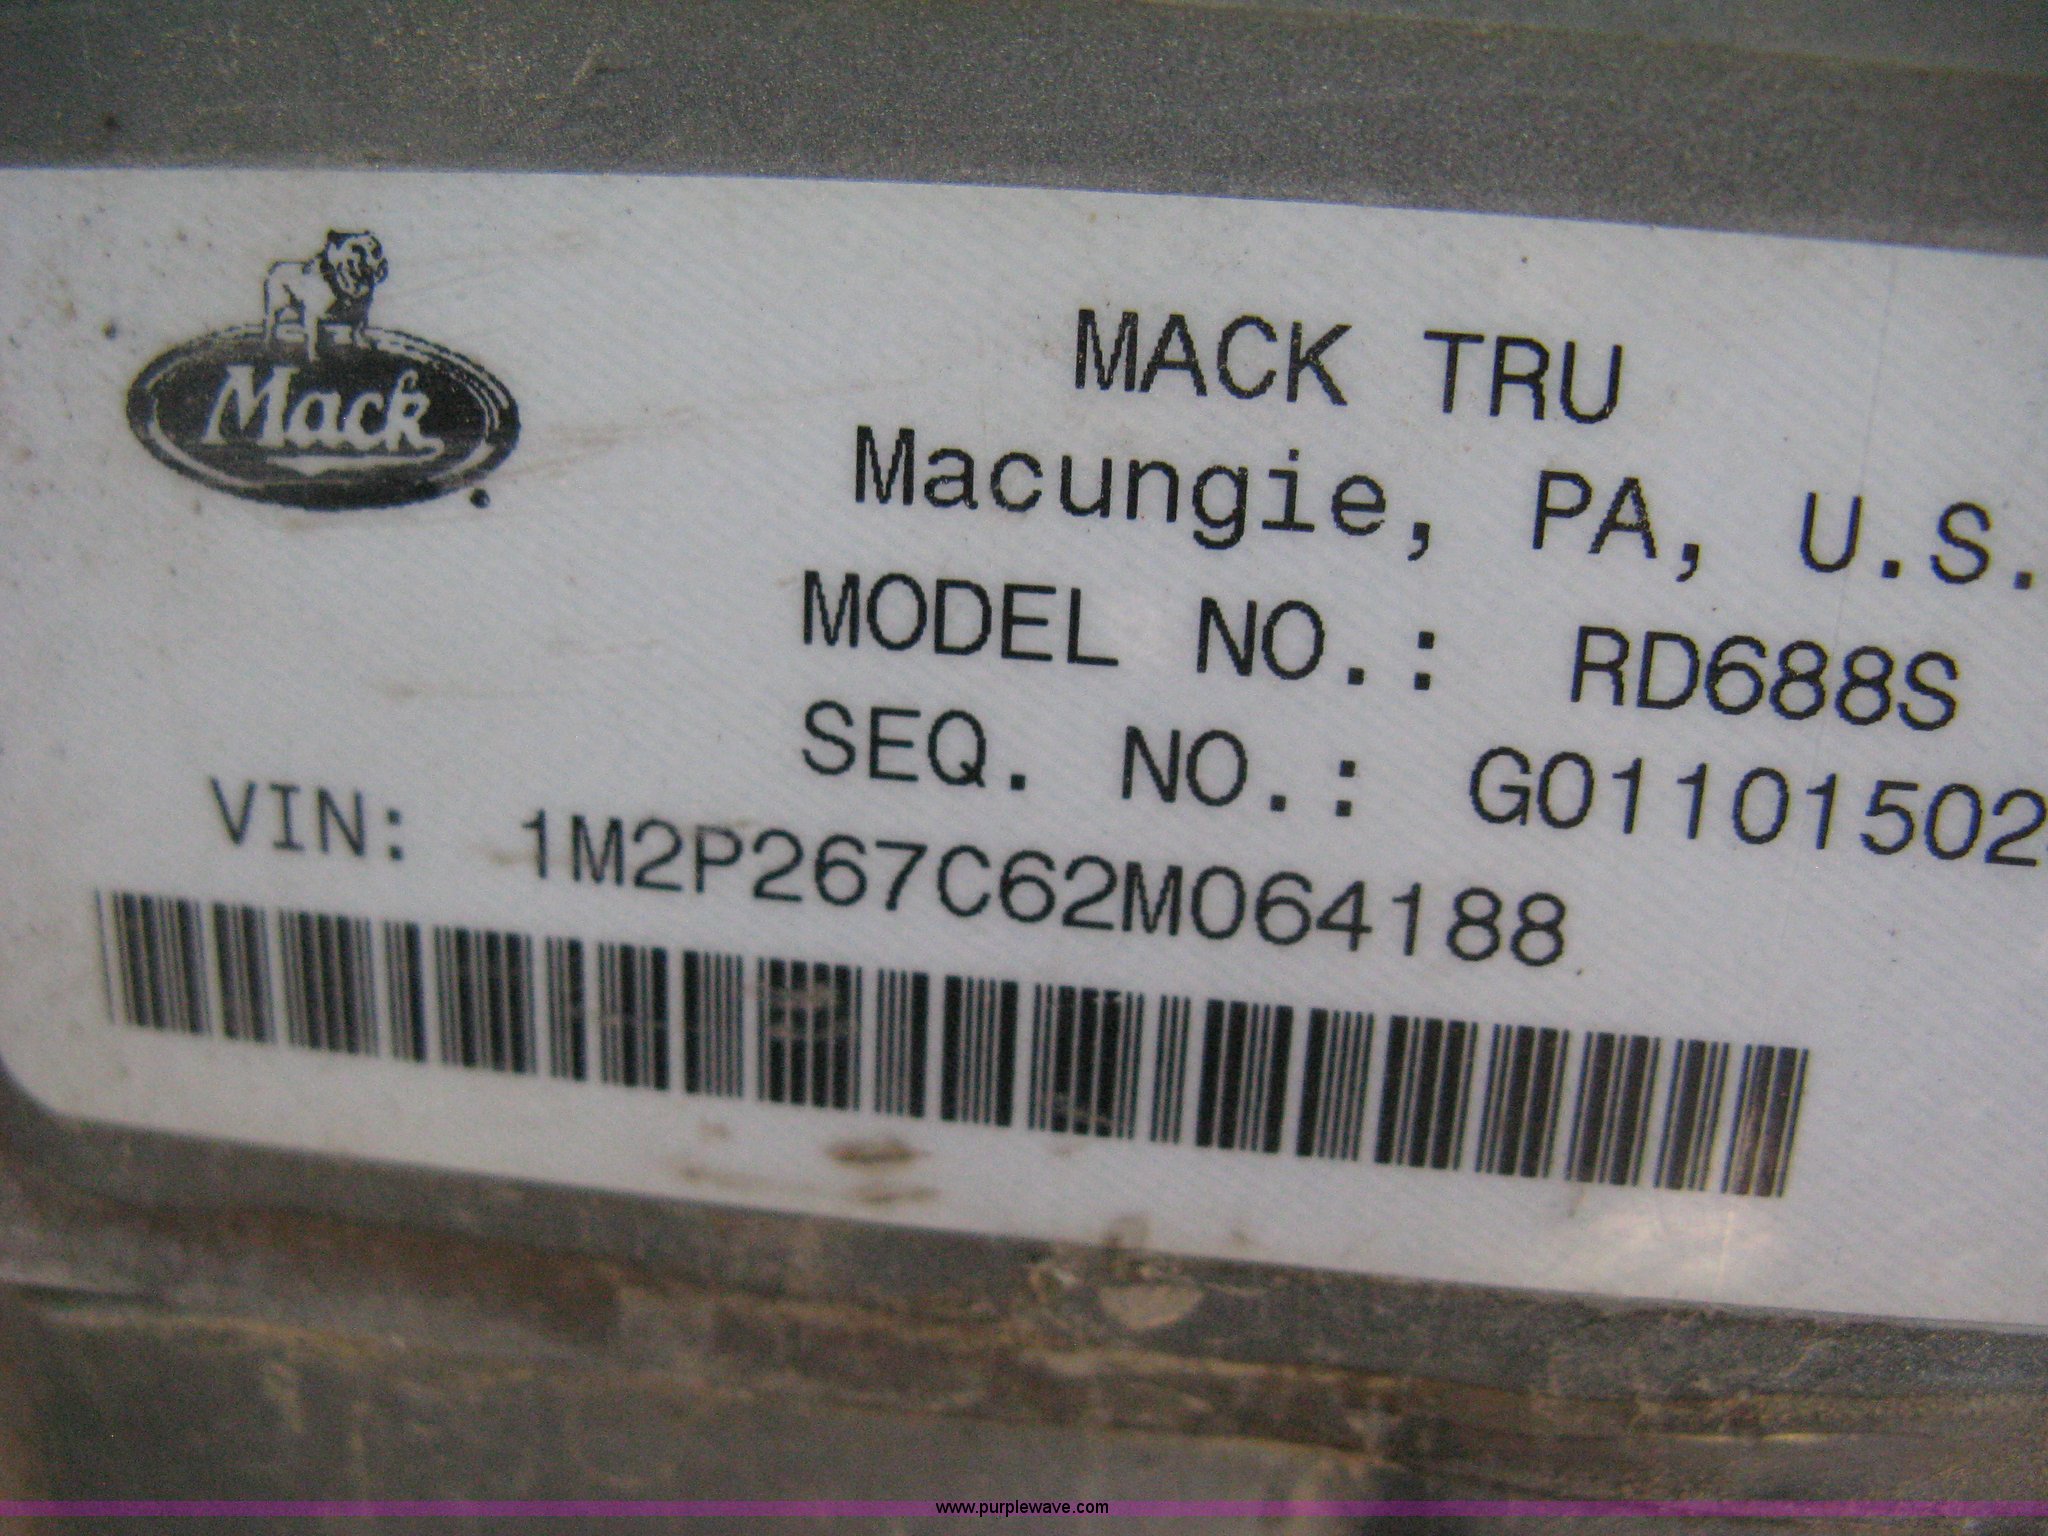 Mack
MACK TRU
Macungie, PA, U.S.
MODEL NO.: RD688S
SEQ. NO.: G01101502
VIN: 1M2P267C62M064188
www.purplewave.com